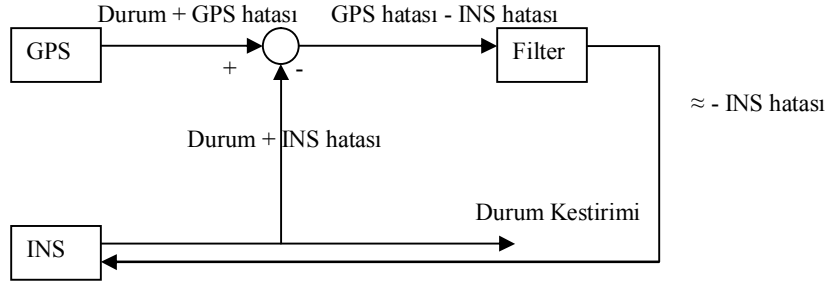 Durum + GPS hatası
GPS hatası - INS hatası
GPS
+
-
Filter
≈ - INS hatası
Durum + INS hatası
Durum Kestirimi
INS